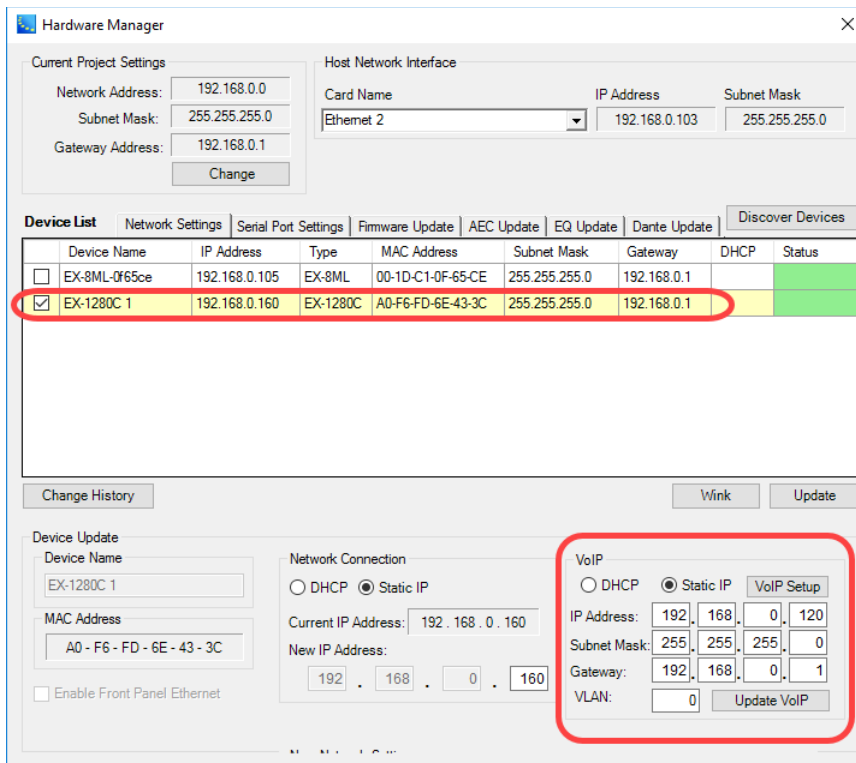 Hardware Manager
Current Project Settings
Network Address: 192.168.0.0
Subnet Mask: 255.255.255.0
Gateway Address: 192.168.0.1
Change
Host Network Interface
Card Name IP Address Subnet Mask
Ethernet 2 192.168.0.103 255.255.255.0
Device List Network Settings Serial Port Settings Firmware Update AEC Update EQ Update Dante Update Discover Devices
Device Name IP Address Type MAC Address Subnet Mask Gateway DHCP Status
EX-8ML-0f65ce 192.168.0.105 EX-8ML 00-1D-C1-0F-65-CE 255.255.255.0 192.168.0.1
EX-1280C 1 192.168.0.160 EX-1280C A0-F6-FD-6E-43-3C 255.255.255.0 192.168.0.1
Change History Wink Update
Device Update
Device Name
EX-1280C 1
MAC Address
A0 - F6 - FD - 6E - 43 - 3C
Enable Front Panel Ethernet
Network Connection
DHCP Static IP
Current IP Address: 192 . 168 . 0 . 160
New IP Address:
192 . 168 . 0 . 160
VoIP
DHCP Static IP VoIP Setup
IP Address: 192 . 168 . 0 . 120
Subnet Mask: 255 . 255 . 255 . 0
Gateway: 192 . 168 . 0 . 1
VLAN: 0 Update VoIP